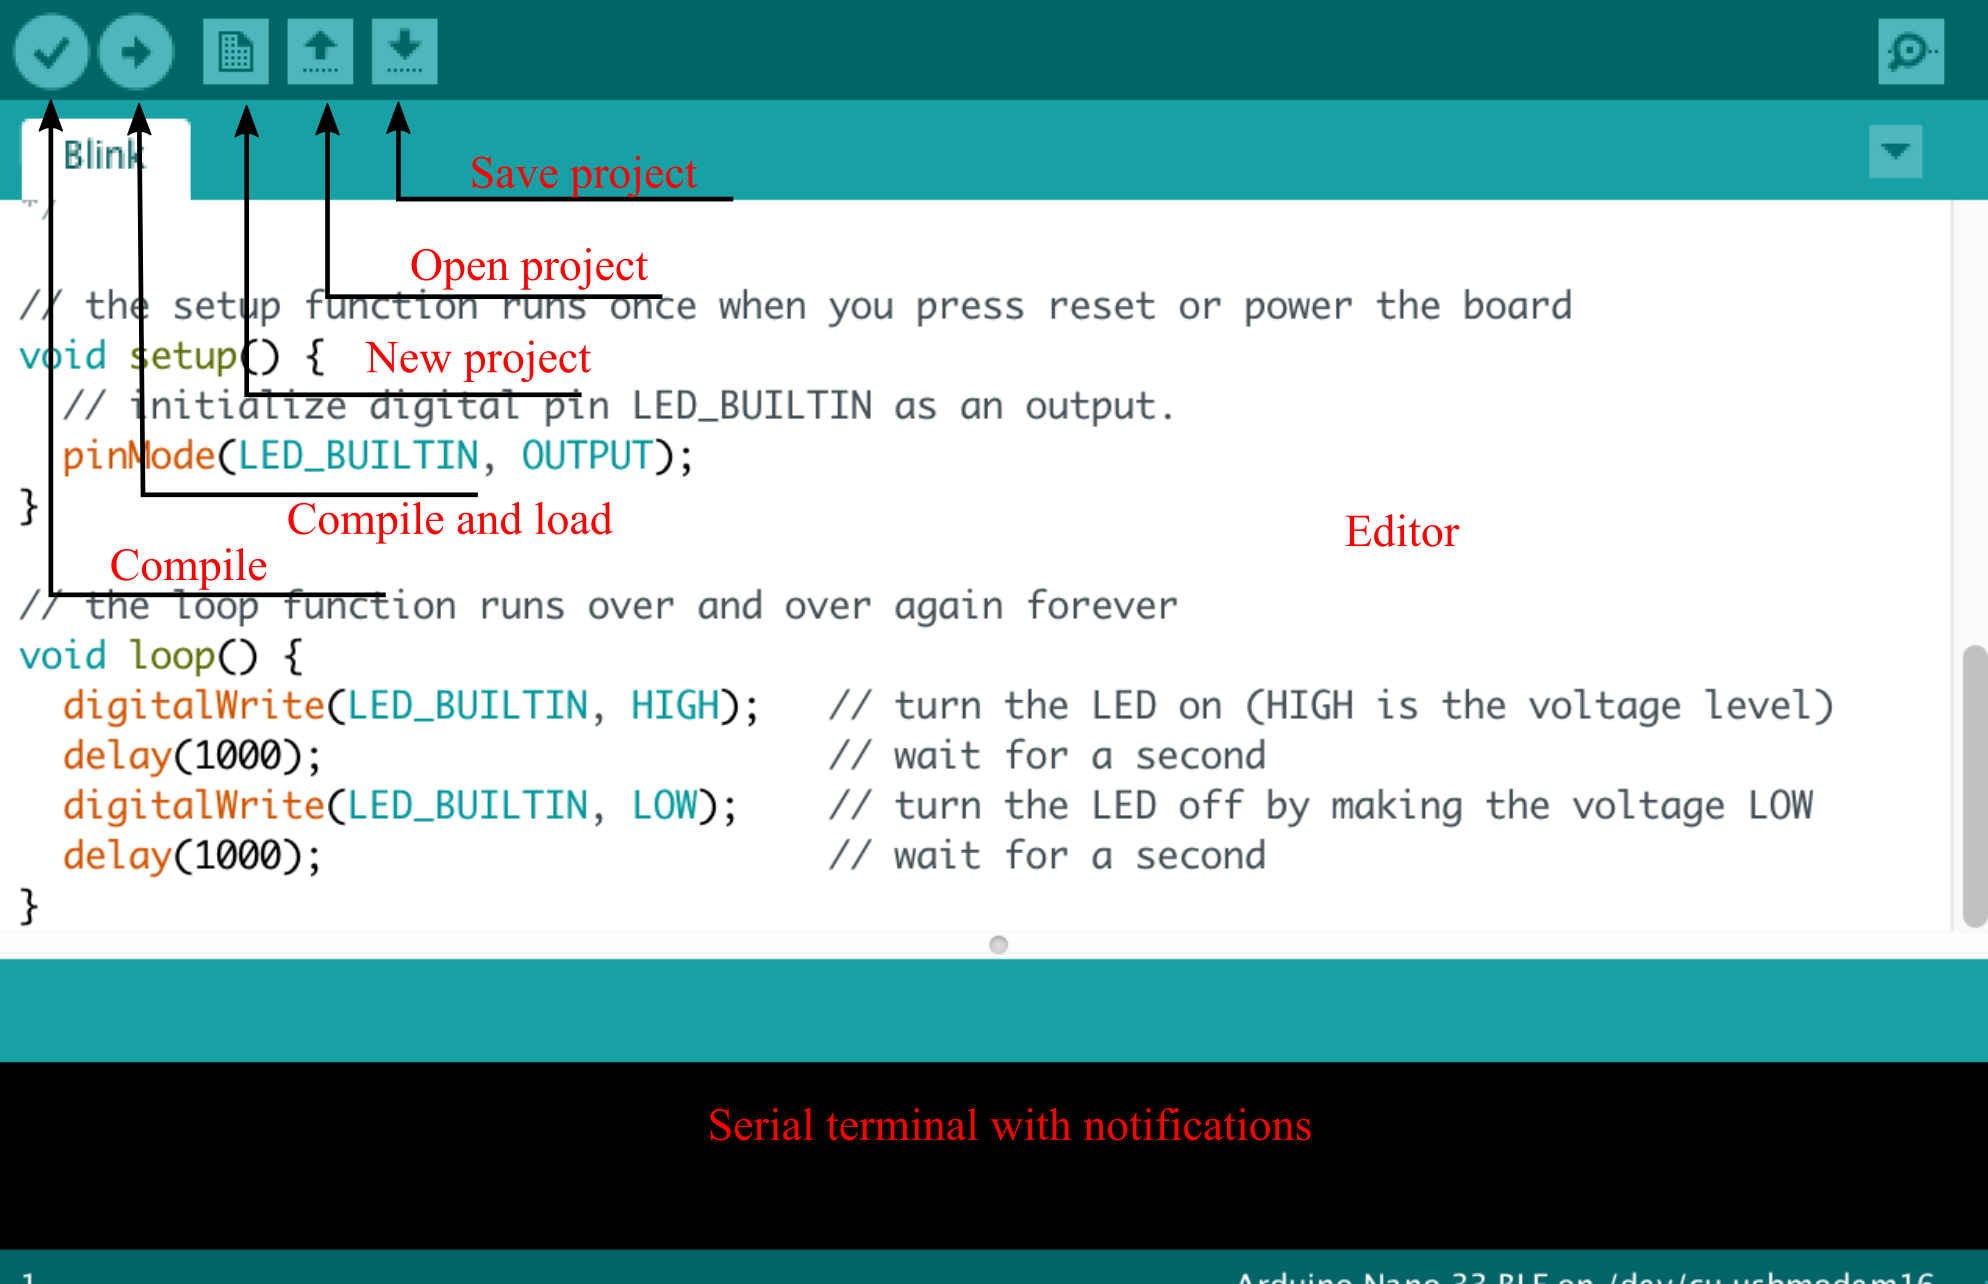 Blink
Save project
*/
Open project
// the setup function runs once when you press reset or power the board
void setup() {
New project
// initialize digital pin LED_BUILTIN as an output.
pinMode(LED_BUILTIN, OUTPUT);
}
Compile and load
Editor
Compile
// the loop function runs over and over again forever
void loop() {
digitalWrite(LED_BUILTIN, HIGH);   // turn the LED on (HIGH is the voltage level)
delay(1000);                       // wait for a second
digitalWrite(LED_BUILTIN, LOW);    // turn the LED off by making the voltage LOW
delay(1000);                       // wait for a second
}
Serial terminal with notifications
1
Arduino Nano 33 BLE on /dev/cu.usbmodem16